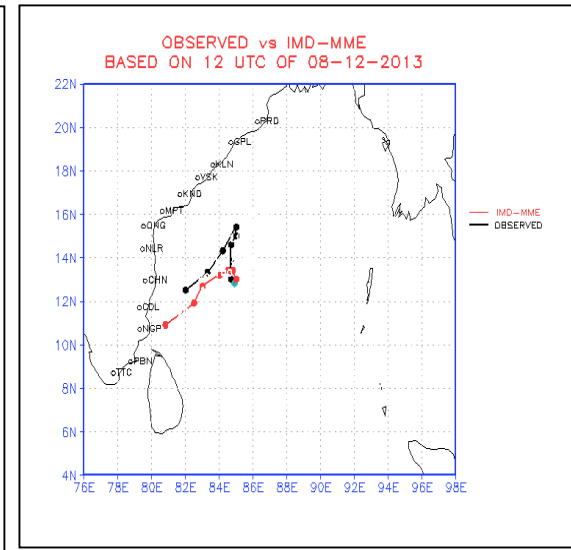 OBSERVED vs IMD-MME
BASED ON 12 UTC OF 08-12-2013
22N
20N
18N
16N
14N
12N
10N
8N
6N
4N
76E 78E 80E 82E 84E 86E 88E 90E 92E 94E 96E 98E
PRD
GPL
KLN
VSK
KND
MPT
ONG
NLR
CHN
CDL
NGP
PBN
TTC
IMD-MME
OBSERVED